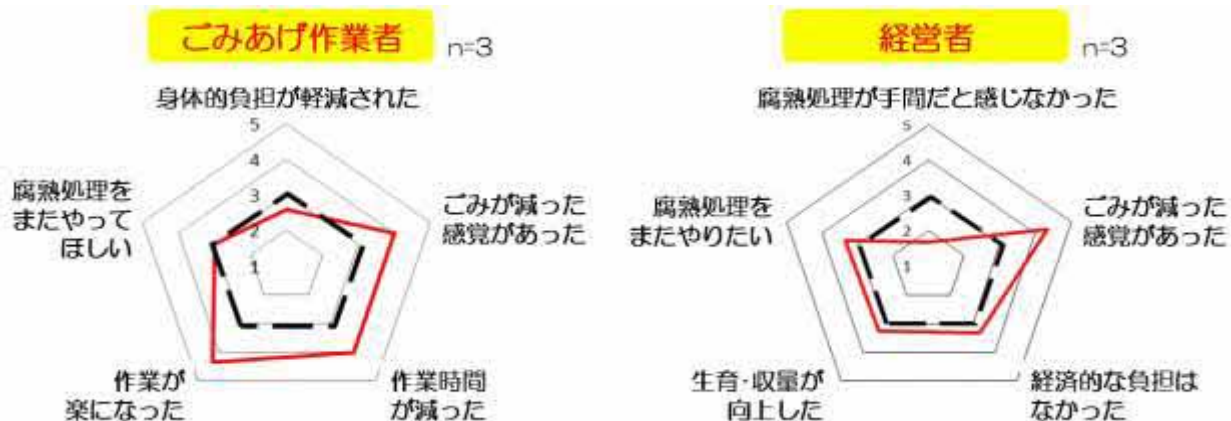 ごみあげ作業者 n=3
身体的負担が軽減された
5
4
3
2
1
ごみが減った
感覚があった
作業時間
が減った
作業が
楽になった
腐熟処理を
またやって
ほしい
経営者 n=3
腐熟処理が手間だと感じなかった
5
4
3
2
1
ごみが減った
感覚があった
経済的な負担は
なかった
生育・収量が
向上した
腐熟処理を
またやりたい